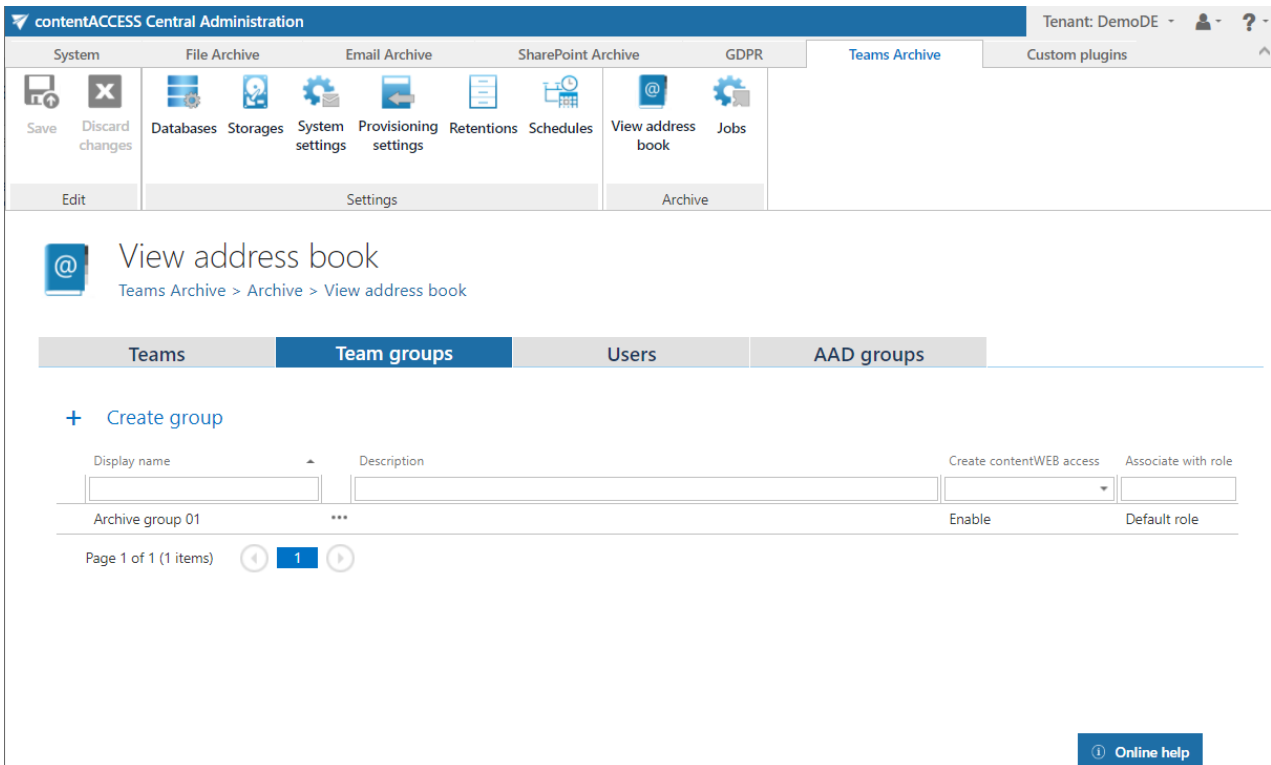 contentACCESS Central Administration
Tenant: DemoDE
?
System File Archive Email Archive SharePoint Archive GDPR Teams Archive Custom plugins
Save Discard changes Databases Storages System settings Provisioning settings Retentions Schedules View address book Jobs
Edit Settings Archive
View address book
Teams Archive > Archive > View address book
Teams Team groups Users AAD groups
+ Create group
Display name Description Create contentWEB access Associate with role
Archive group 01 ••• Enable Default role
Page 1 of 1 (1 items) 1
Online help